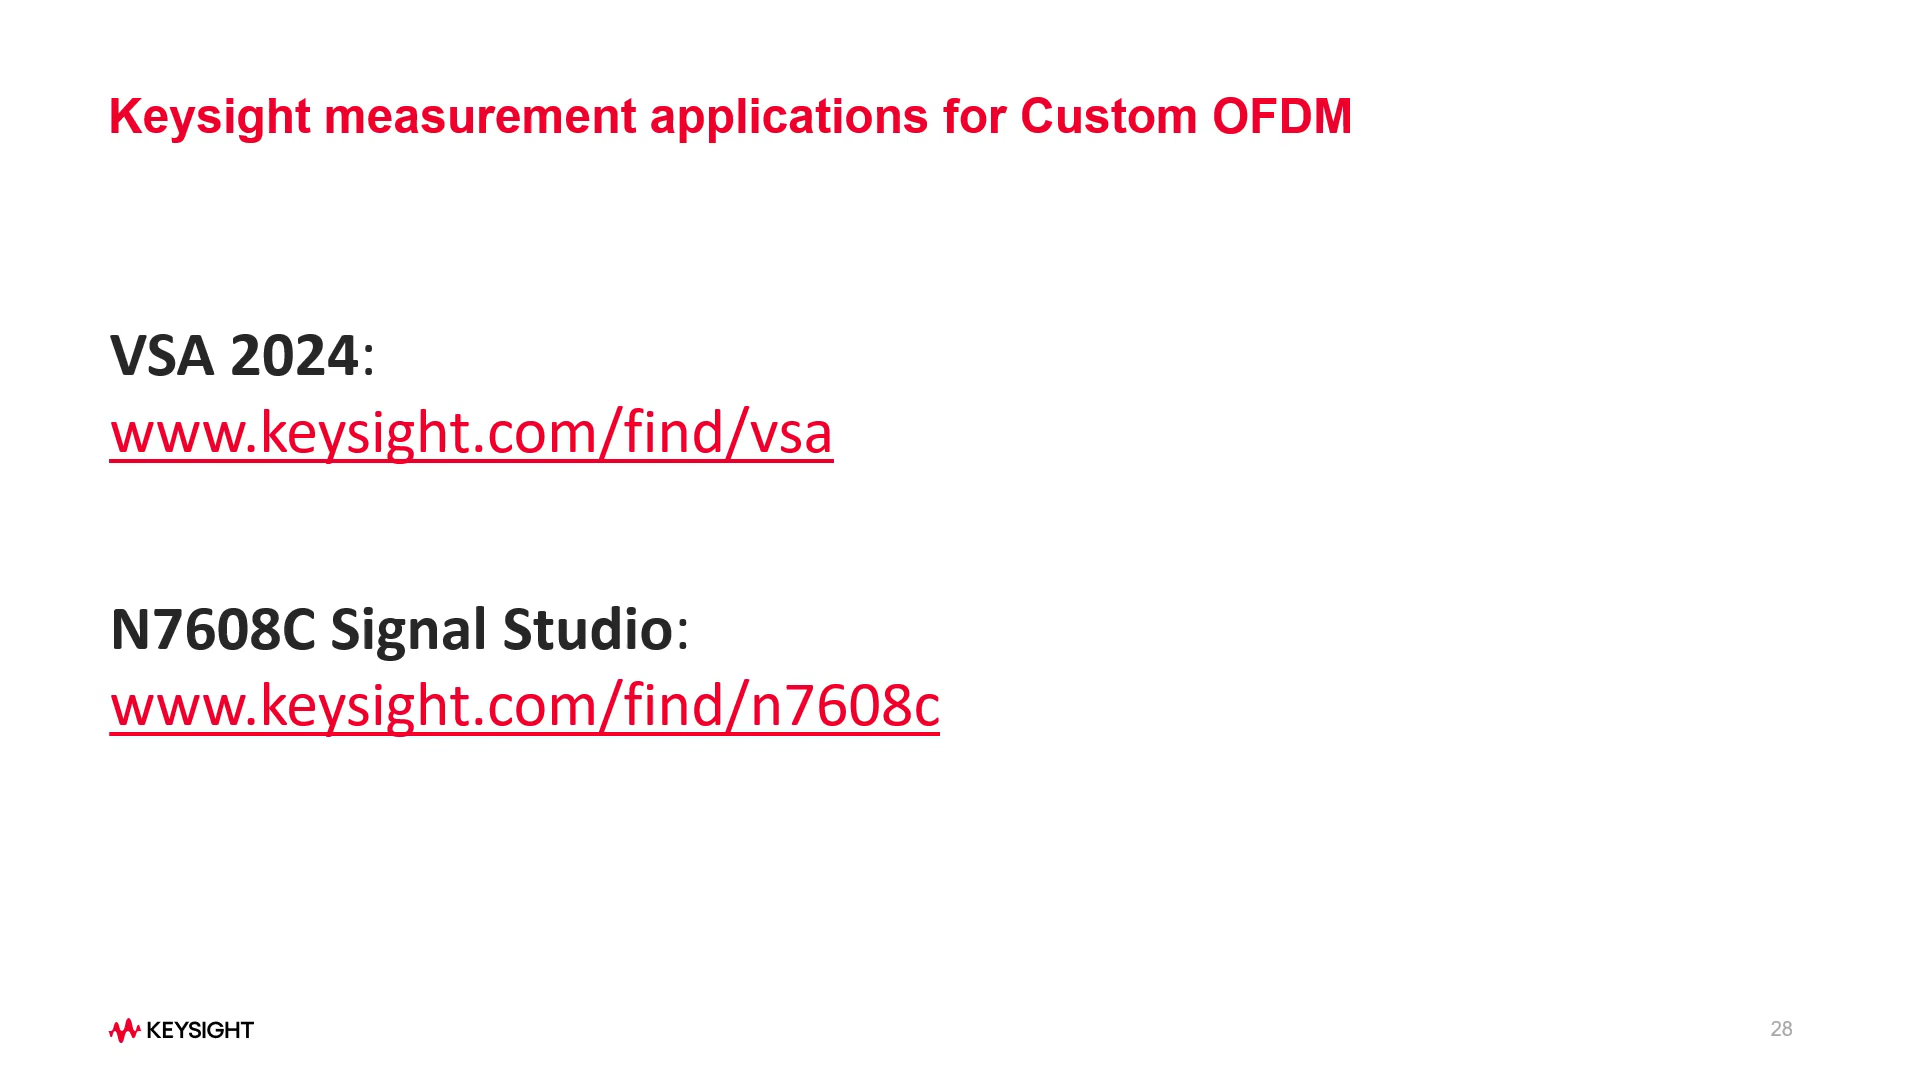 Keysight measurement applications for Custom OFDM
VSA 2024:
www.keysight.com/find/vsa
N7608C Signal Studio:
www.keysight.com/find/n7608c
KEYSIGHT
28